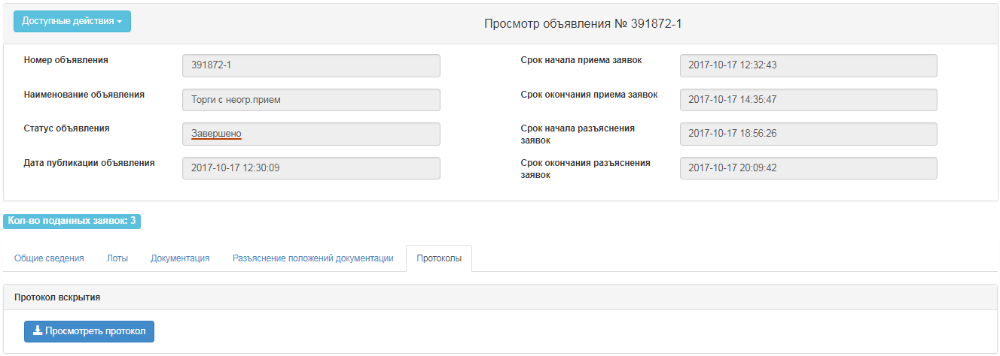 Доступные действия
Просмотр объявления № 391872-1
Номер объявления
391872-1
Срок начала приема заявок
2017-10-17 12:32:43
Наименование объявления
Торги с неогр.прием
Срок окончания приема заявок
2017-10-17 14:35:47
Статус объявления
Завершено
Срок начала разъяснения
заявок
2017-10-17 18:56:26
Дата публикации объявления
2017-10-17 12:30:09
Срок окончания разъяснения
заявок
2017-10-17 20:09:42
Кол-во поданных заявок: 3
Общие сведения Лоты Документация Разъяснение положений документации Протоколы
Протокол вскрытия
Просмотреть протокол